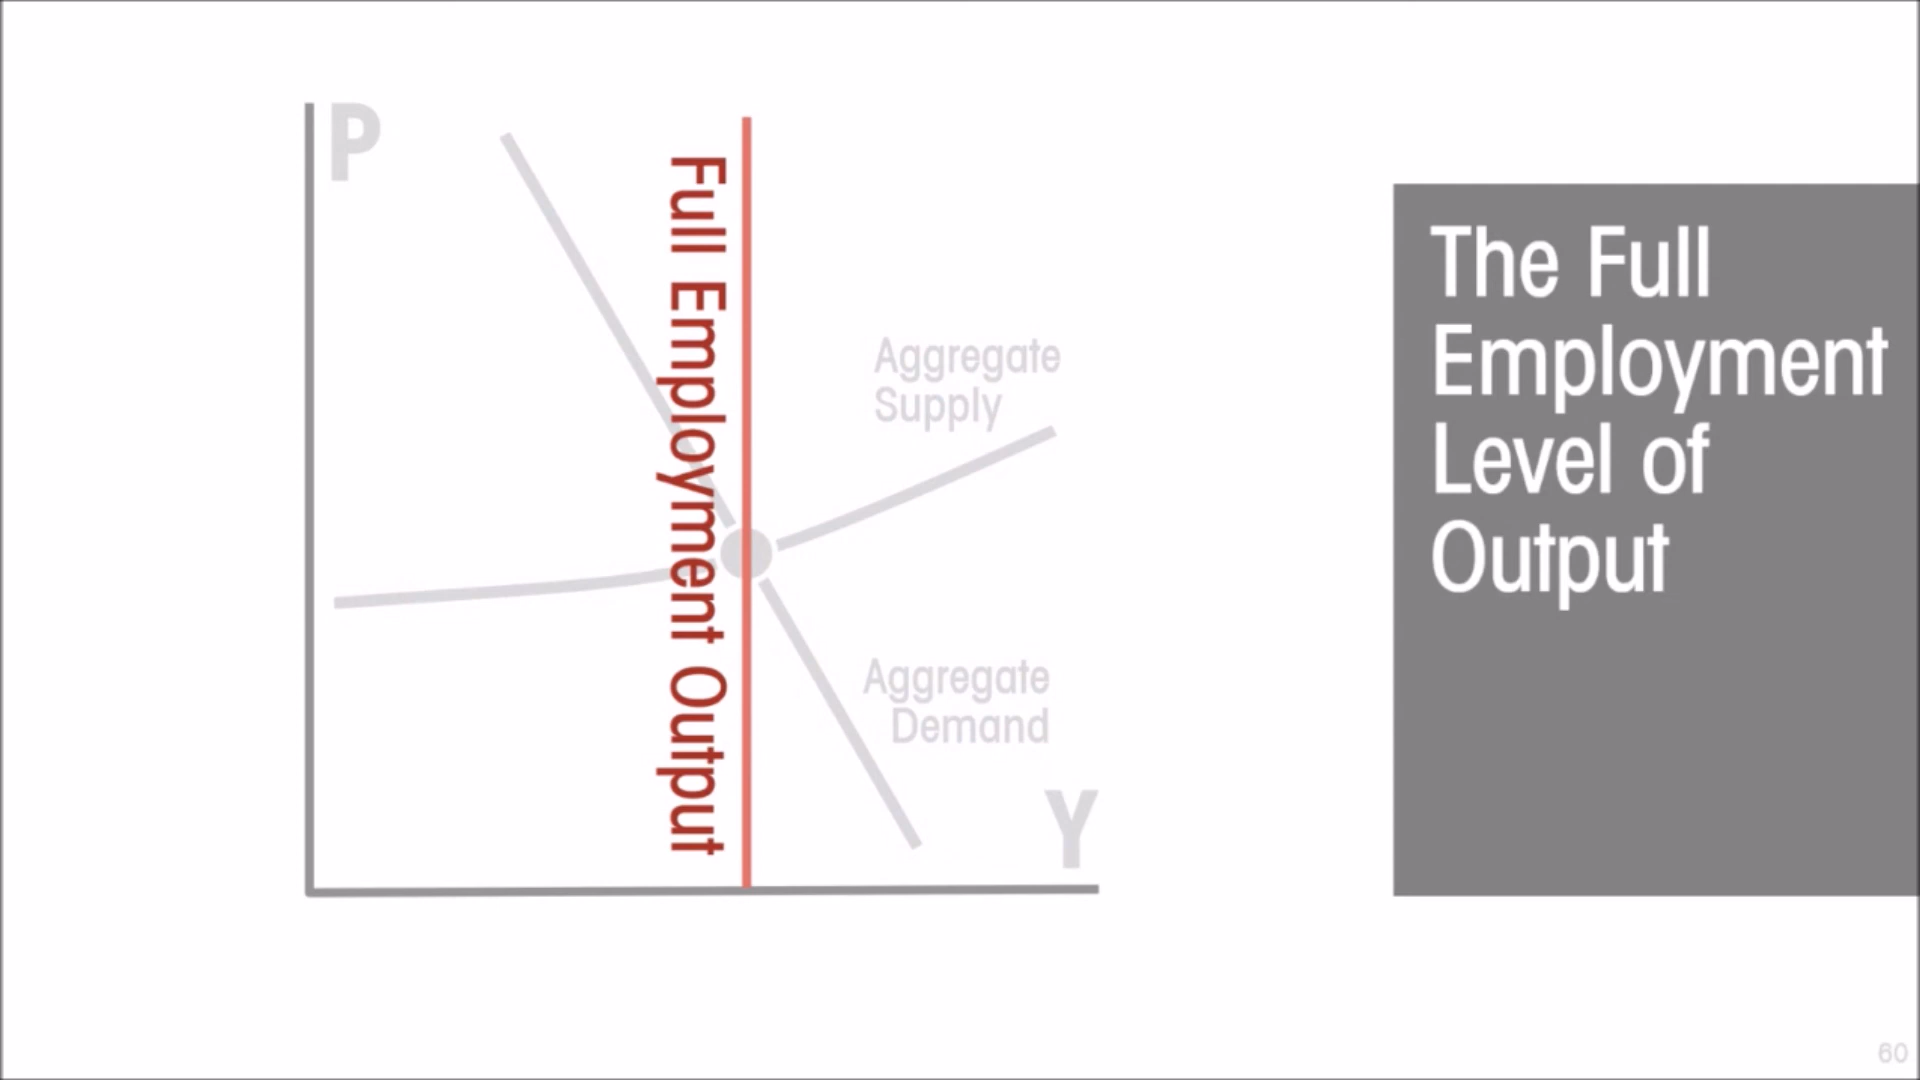 P
Full Employment Output
Aggregate
Supply
Aggregate
Demand
Y
The Full
Employment
Level of
Output
60